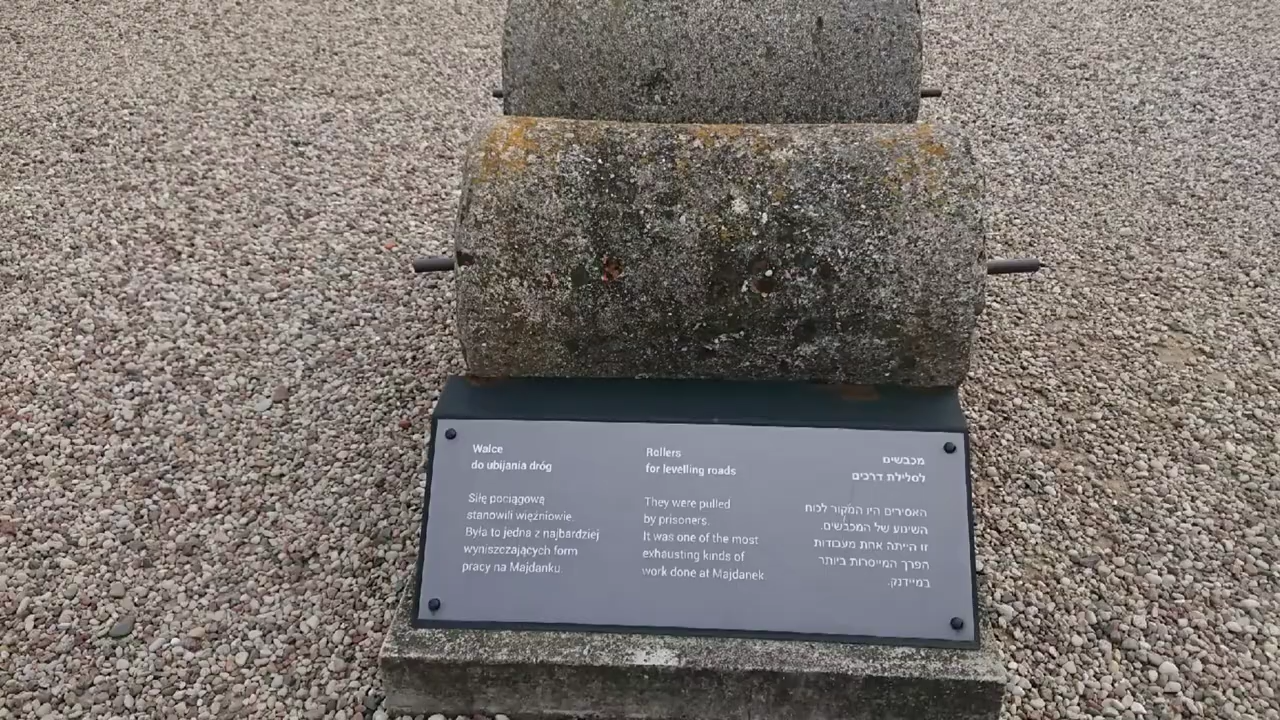 Walce
do ubijania dróg
Siłę pociągową
stanowili więźniowie.
Była to jedna z najbardziej
wyniszczających form
pracy na Majdanku
Rollers
for levelling roads
They were pulled
by prisoners.
It was one of the most
exhausting kinds of
work done at Majdanek
מכבשים
לסלילת דרכים
האסירים היו המקור לכוח
השינוע של המכבשים.
זו הייתה אחת מעבודות
הפרך המייסרות ביותר
במיידנק.